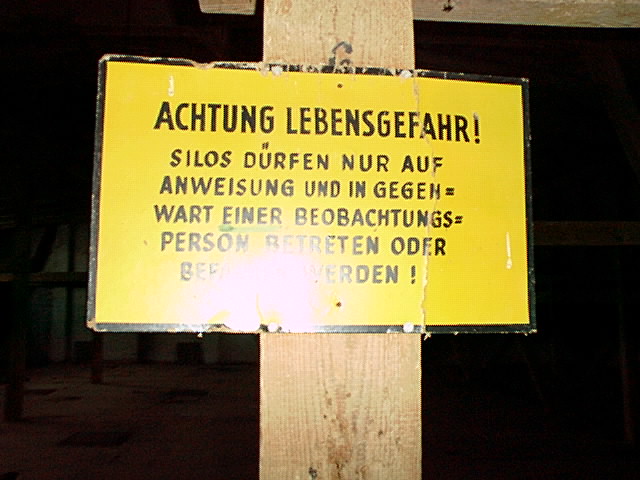 ACHTUNG LEBENSGEFAHR!
SILOS DÜRFEN NUR AUF
ANWEISUNG UND IN GEGEN=
WART EINER BEOBACHTUNGS=
PERSON BETRETEN ODER
WERDEN !